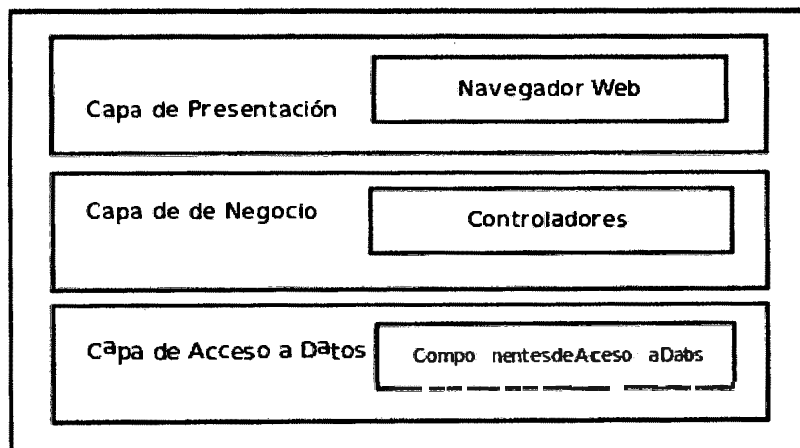 Capa de Presentación
Navegador Web
Capa de de Negocio
Controladores
Capa de Acceso a Datos
Compo nentesdeAceso aDabs